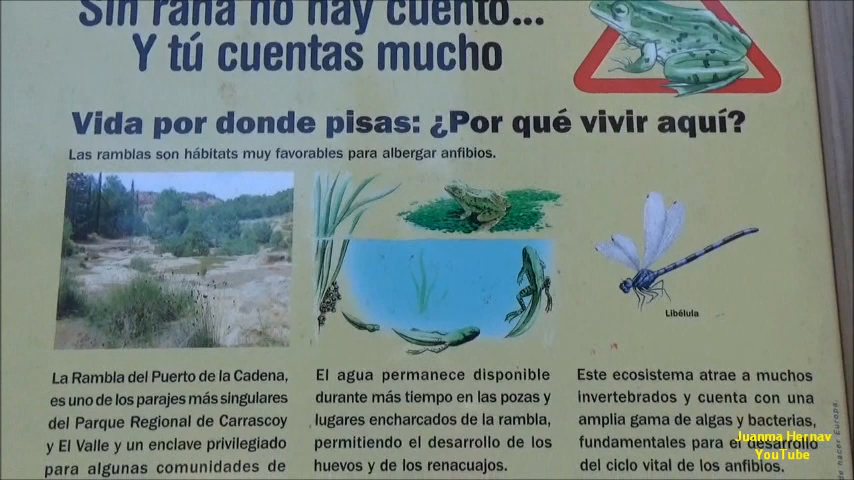 Sin rana no hay cuento...
Y tú cuentas mucho
Vida por donde pisas: ¿Por qué vivir aquí?
Las ramblas son hábitats muy favorables para albergar anfibios.
Libélula
La Rambla del Puerto de la Cadena,
es uno de los parajes más singulares
del Parque Regional de Carrascoy
y El Valle y un enclave privilegiado
para algunas comunidades de
El agua permanece disponible
durante más tiempo en las pozas y
lugares encharcados de la rambla,
permitiendo el desarrollo de los
huevos y de los renacuajos.
Este ecosistema atrae a muchos
invertebrados y cuenta con una
amplia gama de algas y bacterias,
fundamentales para el desarrollo
del ciclo vital de los anfibios.
Juanma Hernav
YouTube
hacer Europa